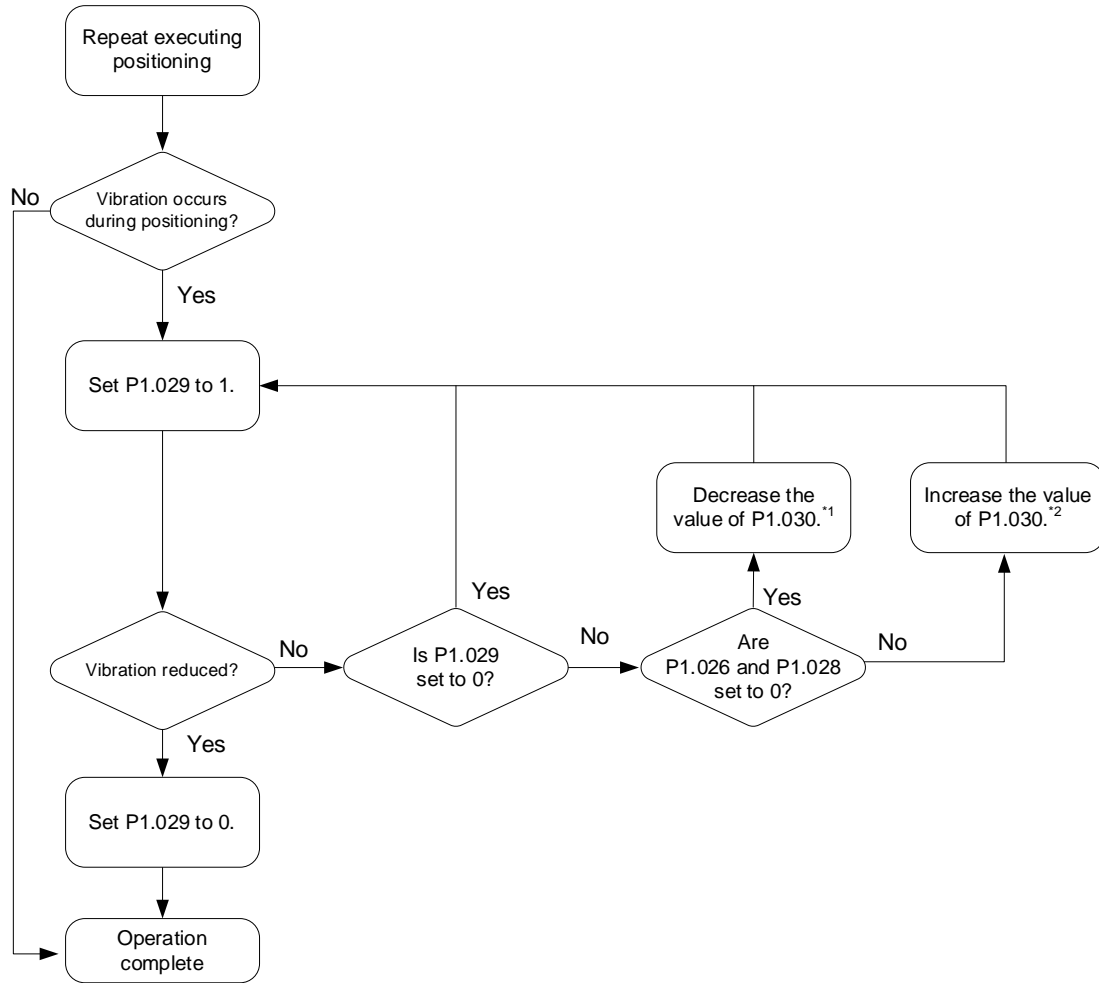 Repeat executing
positioning
No
Vibration occurs
during positioning?
Yes
Set P1.029 to 1.
Decrease the
value of P1.030.*1
Increase the value
of P1.030.*2
Yes
Yes
No
Vibration reduced?
Is P1.029
set to 0?
No
Are
P1.026 and P1.028
set to 0?
No
Yes
Set P1.029 to 0.
Operation
complete